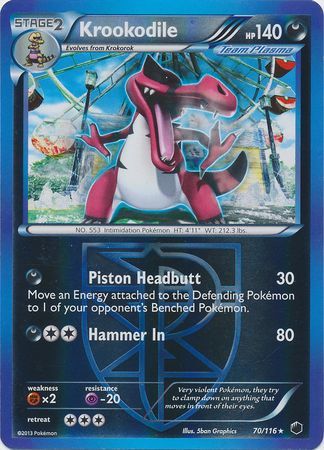 STAGE2
Krookodile
HP140
Evolves from Krokorok
Team Plasma
NO. 553 Intimidation Pokémon HT: 4'11" WT: 212.3 lbs.
Piston Headbutt 30
Move an Energy attached to the Defending Pokémon
to 1 of your opponent's Benched Pokémon.
Hammer In 80
weakness
×2
resistance
-20
retreat
Very violent Pokémon, they try
to clamp down on anything that
moves in front of their eyes.
©2013 Pokémon
Illus. 5ban Graphics
70/116★